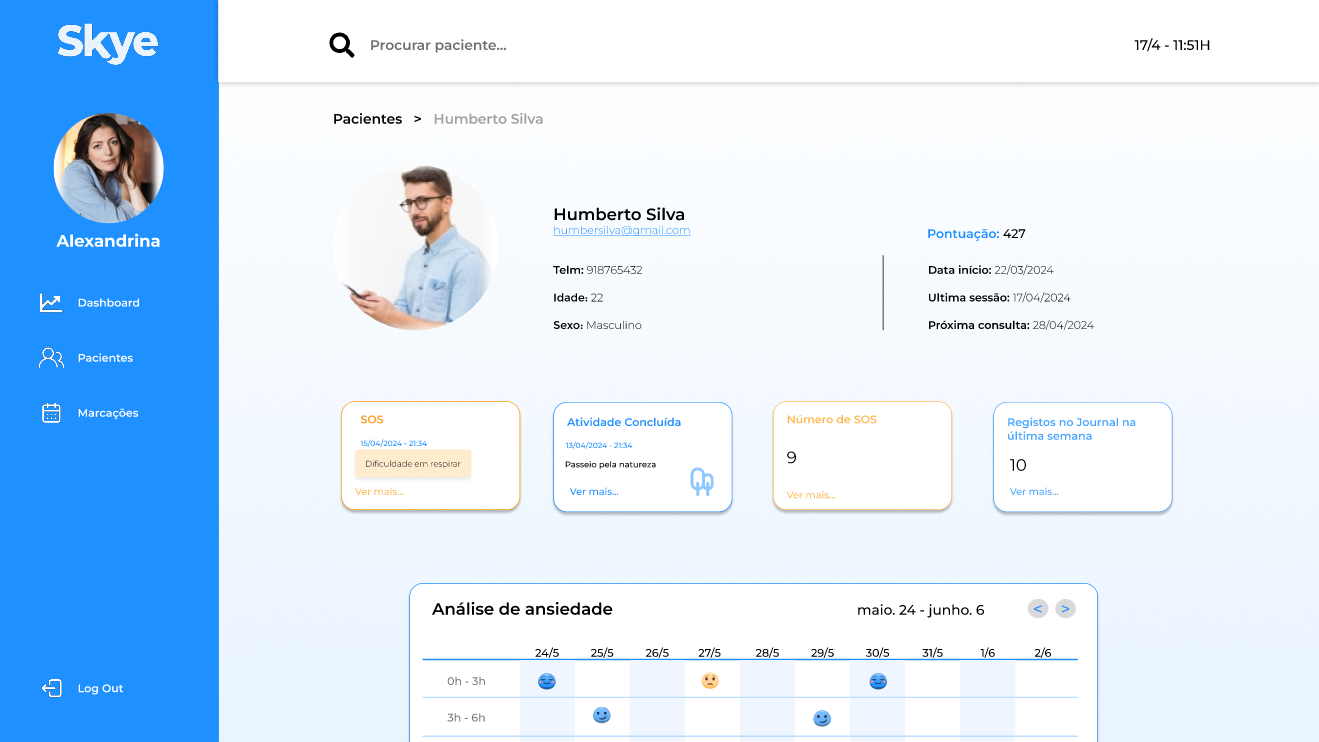 Skye
Procurar paciente...
17/4 - 11:51H
Pacientes > Humberto Silva
Alexandrina
Dashboard
Pacientes
Marcações
Log Out
Humberto Silva
humbersilva@gmail.com
Telm: 918765432
Idade: 22
Sexo: Masculino
Pontuação: 427
Data início: 22/03/2024
Ultima sessão: 17/04/2024
Próxima consulta: 28/04/2024
SOS
15/04/2024 - 21:34
Dificuldade em respirar
Ver mais...
Atividade Concluída
13/04/2024 - 21:34
Passeio pela natureza
Ver mais...
Número de SOS
9
Ver mais...
Registos no Journal na
última semana
10
Ver mais...
Análise de ansiedade
maio. 24 - junho. 6 < >
24/5 25/5 26/5 27/5 28/5 29/5 30/5 31/5 1/6 2/6
0h - 3h
3h - 6h